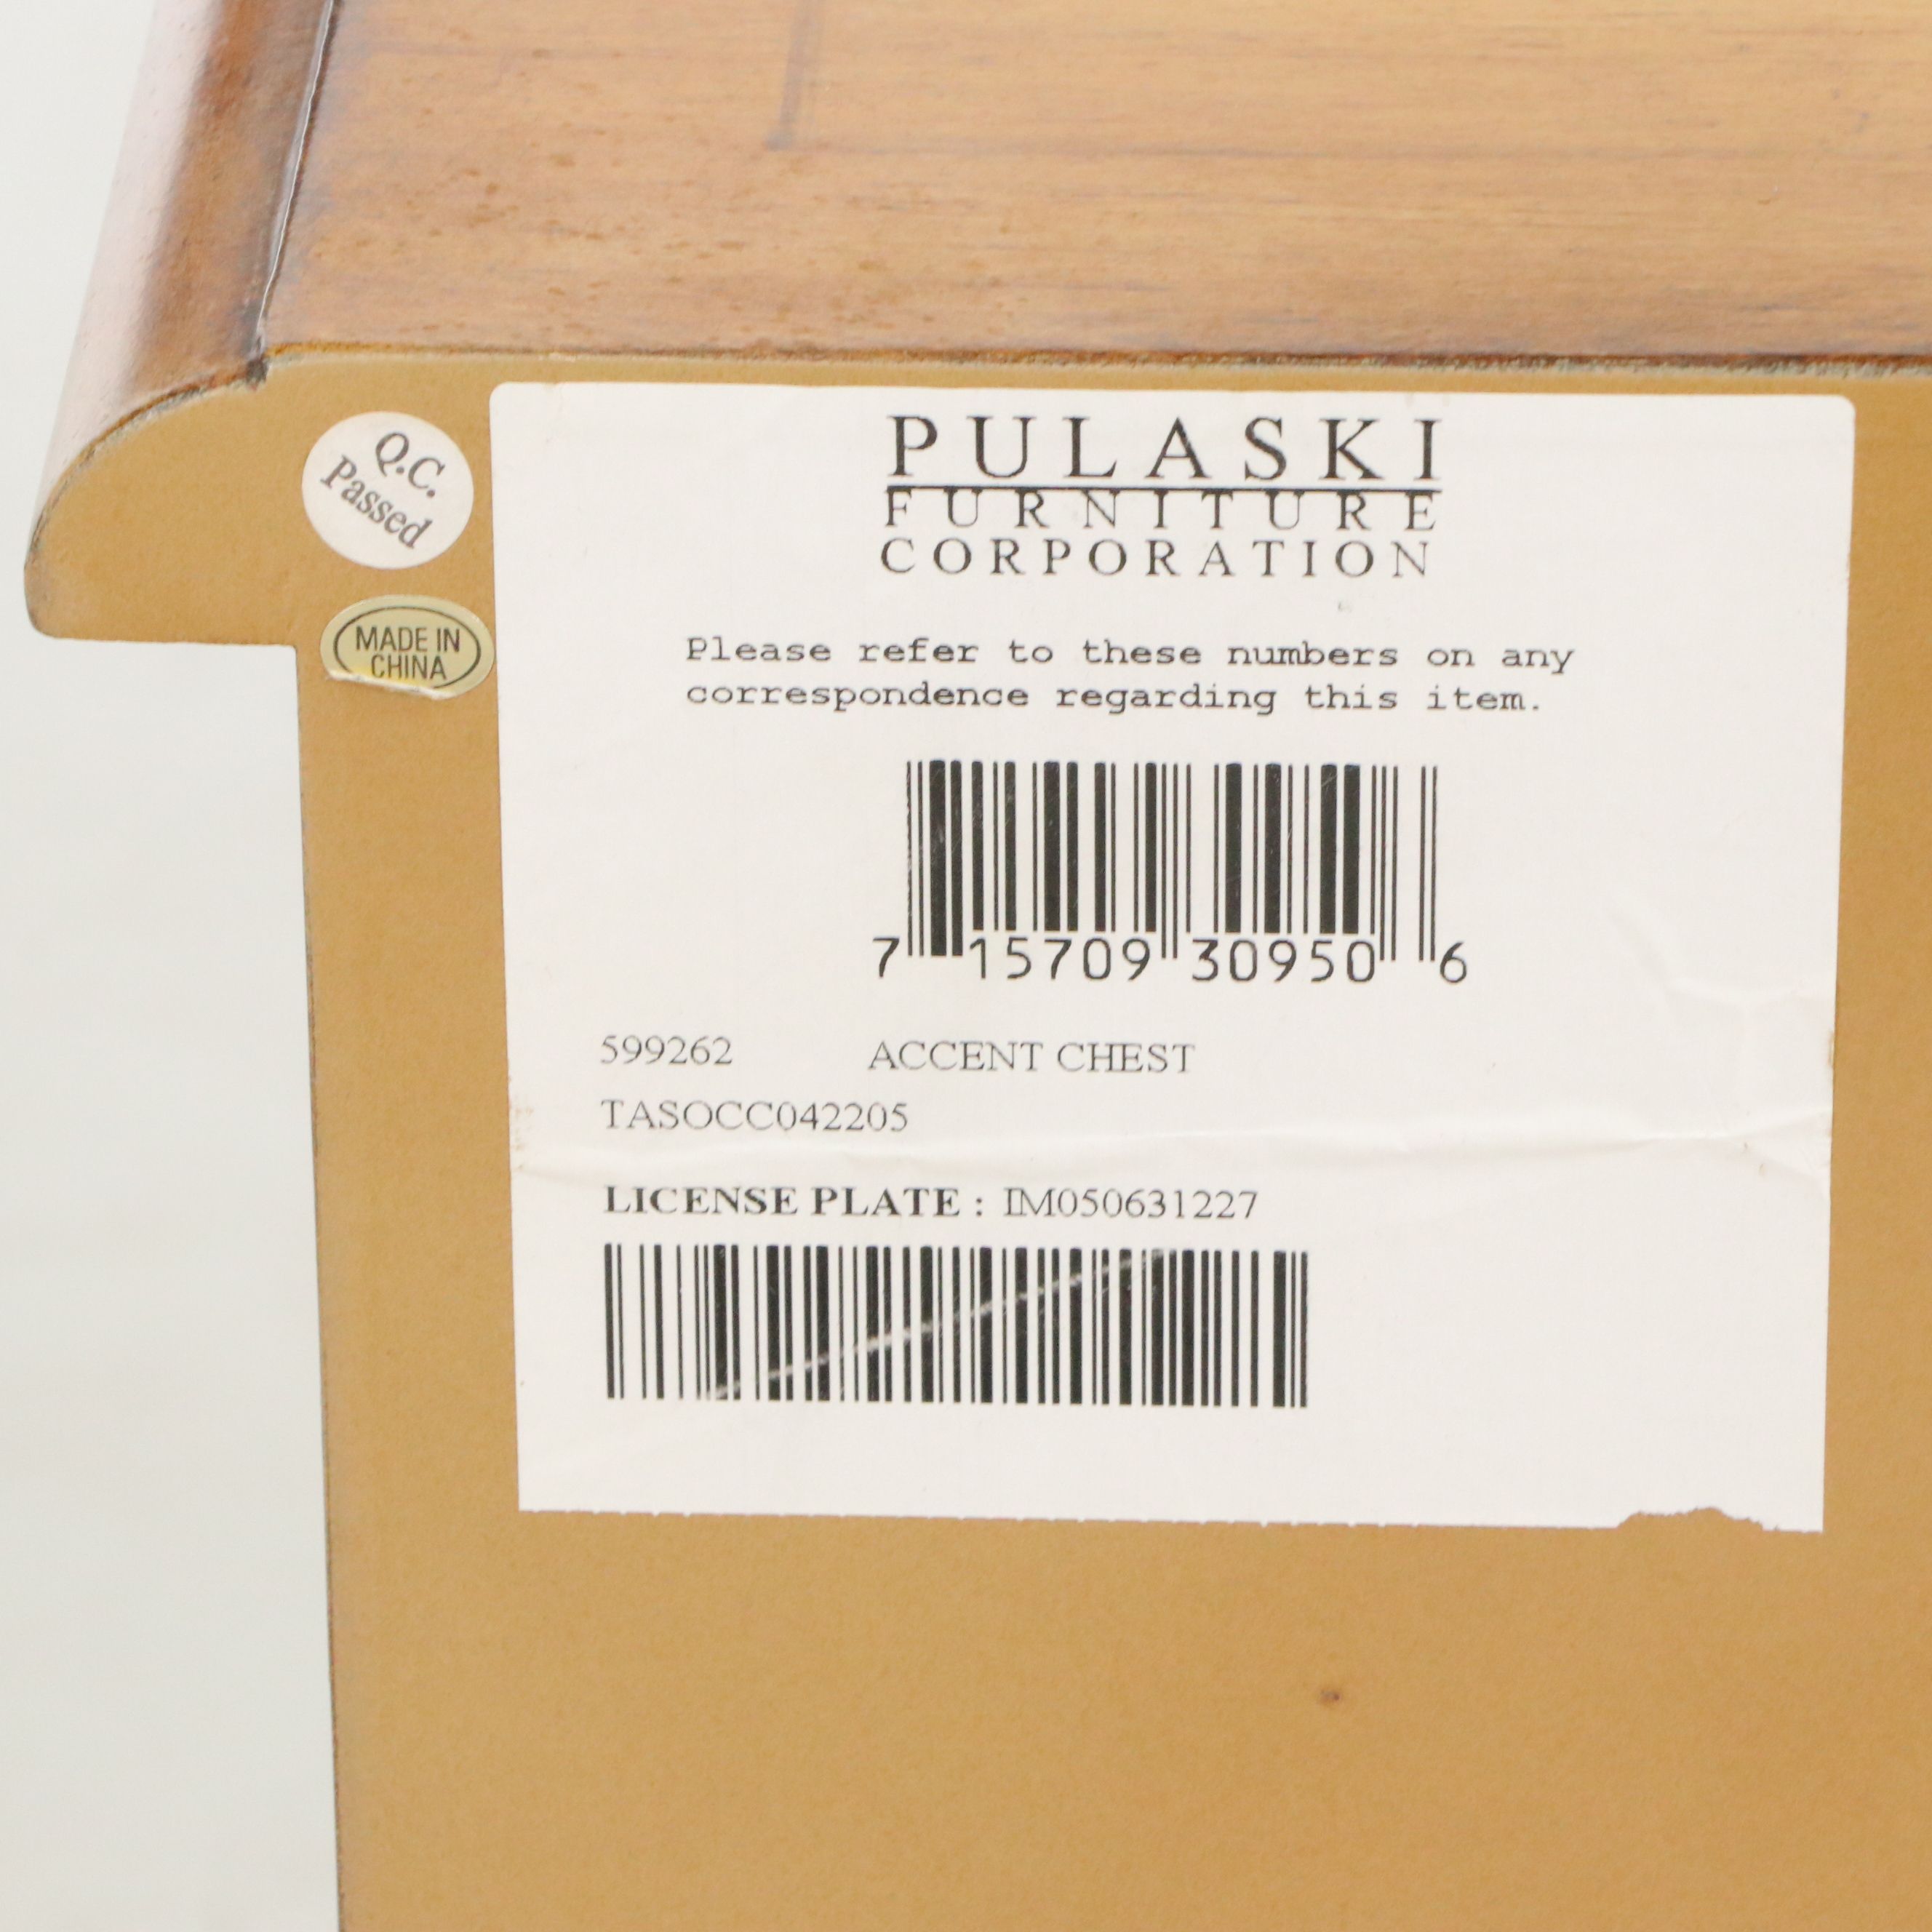 Q.C.
Passed
MADE IN
CHINA
PULASKI
FURNITURE
CORPORATION
Please refer to these numbers on any
correspondence regarding this item.
7 15709 30950 6
599262 ACCENT CHEST
TASOCC042205
LICENSE PLATE : IM050631227